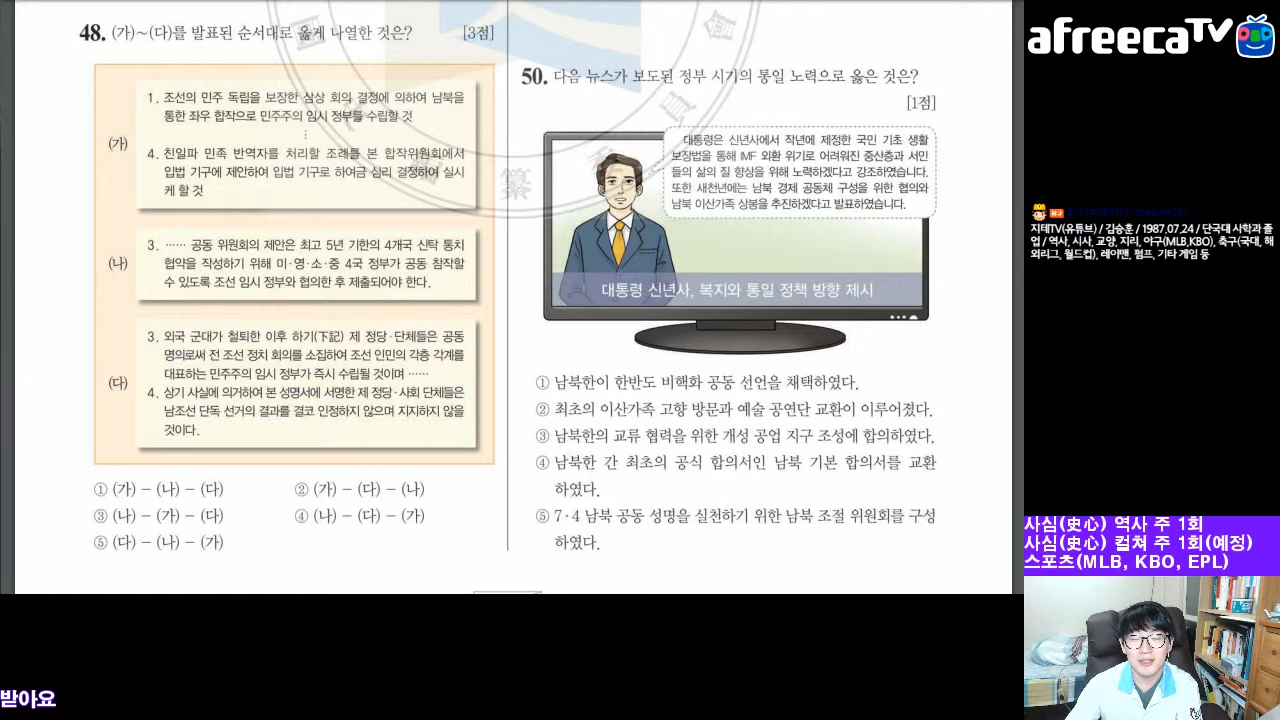 48. (가)~(다)를 발표된 순서대로 옳게 나열한 것은? [3점]
(가)
1. 조선의 민주 독립을 보장한 삼상 회의 결정에 의하여 남북을
통한 좌우 합작으로 민주주의 임시 정부를 수립할 것
⋮
4. 친일파 민족 반역자를 처리할 조례를 본 합작위원회에서
입법 기구에 제안하여 입법 기구로 하여금 심리 결정하여 실시
케 할 것
(나)
3. …… 공동 위원회의 제안은 최고 5년 기한의 4개국 신탁 통치
협약을 작성하기 위해 미·영·소·중 4국 정부가 공동 참작할
수 있도록 조선 임시 정부와 협의한 후 제출되어야 한다.
(다)
3. 외국 군대가 철퇴한 이후 하기(下記) 제 정당·단체들은 공동
명의로써 전 조선 정치 회의를 소집하여 조선 인민의 각층 각계를
대표하는 민주주의 임시 정부가 즉시 수립될 것이며 ……
4. 상기 사실에 의거하여 본 성명서에 서명한 제 정당·사회 단체들은
남조선 단독 선거의 결과를 결코 인정하지 않으며 지지하지 않을
것이다.
① (가) - (나) - (다) ② (가) - (다) - (나)
③ (나) - (가) - (다) ④ (나) - (다) - (가)
⑤ (다) - (나) - (가)
50. 다음 뉴스가 보도된 정부 시기의 통일 노력으로 옳은 것은?
[1점]
대통령은 신년사에서 작년에 제정한 국민 기초 생활
보장법을 통해 IMF 외환 위기로 어려워진 중산층과 서민
들의 삶의 질 향상을 위해 노력하겠다고 강조하였습니다.
또한 새천년에는 남북 경제 공동체 구성을 위한 협의와
남북 이산가족 상봉을 추진하겠다고 발표하였습니다.
대통령 신년사, 복지와 통일 정책 방향 제시
① 남북한이 한반도 비핵화 공동 선언을 채택하였다.
② 최초의 이산가족 고향 방문과 예술 공연단 교환이 이루어졌다.
③ 남북한의 교류 협력을 위한 개성 공업 지구 조성에 합의하였다.
④ 남북한 간 최초의 공식 합의서인 남북 기본 합의서를 교환
하였다.
⑤ 7·4 남북 공동 성명을 실천하기 위한 남북 조절 위원회를 구성
하였다.
받아요
afreecaTV
BJ
지테TV(유튜브) / 김승훈 / 1987.07.24 / 단국대 사학과 졸
업 / 역사, 시사, 교양, 지리, 야구(MLB,KBO), 축구(국대, 해
외리그, 월드컵), 레이맨, 펌프, 기타 게임 등
사심(史心) 역사 주 1회
사심(史心) 컬쳐 주 1회(예정)
스포츠(MLB, KBO, EPL)